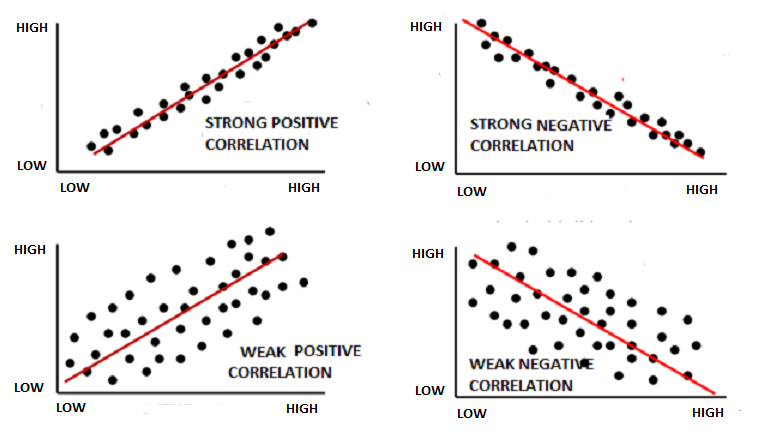 HIGH
STRONG POSITIVE
CORRELATION
LOW
LOW HIGH
HIGH
STRONG NEGATIVE
CORRELATION
LOW
LOW HIGH
HIGH
WEAK POSITIVE
CORRELATION
LOW
LOW HIGH
HIGH
WEAK NEGATIVE
CORRELATION
LOW
LOW HIGH